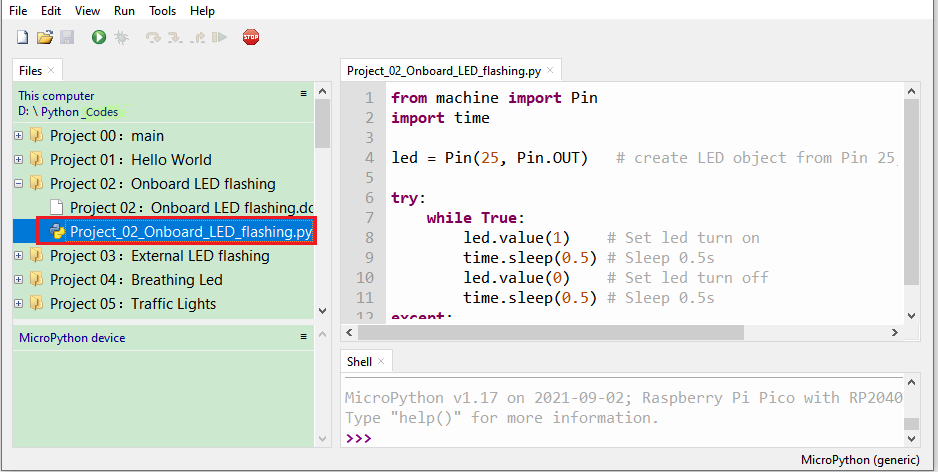 File Edit View Run Tools Help
STOP
Files ×
This computer
D: \ Python _Codes
Project 00：main
Project 01：Hello World
Project 02：Onboard LED flashing
Project 02：Onboard LED flashing.dc
Project_02_Onboard_LED_flashing.py
Project 03：External LED flashing
Project 04：Breathing Led
Project 05：Traffic Lights
MicroPython device
Project_02_Onboard_LED_flashing.py ×
1 from machine import Pin
2 import time
3
4 led = Pin(25, Pin.OUT)   # create LED object from Pin 25,
5
6 try:
7     while True:
8         led.value(1)    # Set led turn on
9         time.sleep(0.5) # Sleep 0.5s
10         led.value(0)    # Set led turn off
11         time.sleep(0.5) # Sleep 0.5s
12 except:
Shell ×
MicroPython v1.17 on 2021-09-02; Raspberry Pi Pico with RP2040
Type "help()" for more information.
>>>
MicroPython (generic)